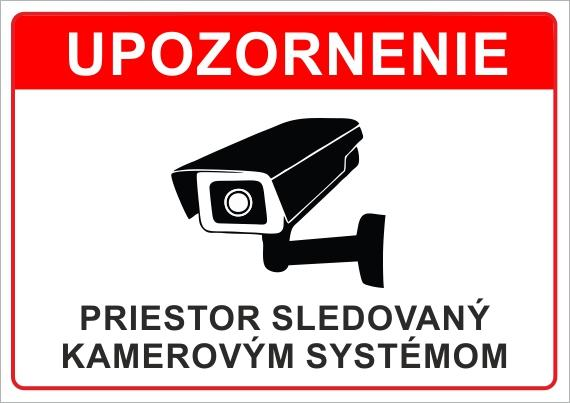 UPOZORNENIE
PRIESTOR SLEDOVANÝ
KAMEROVÝM SYSTÉMOM